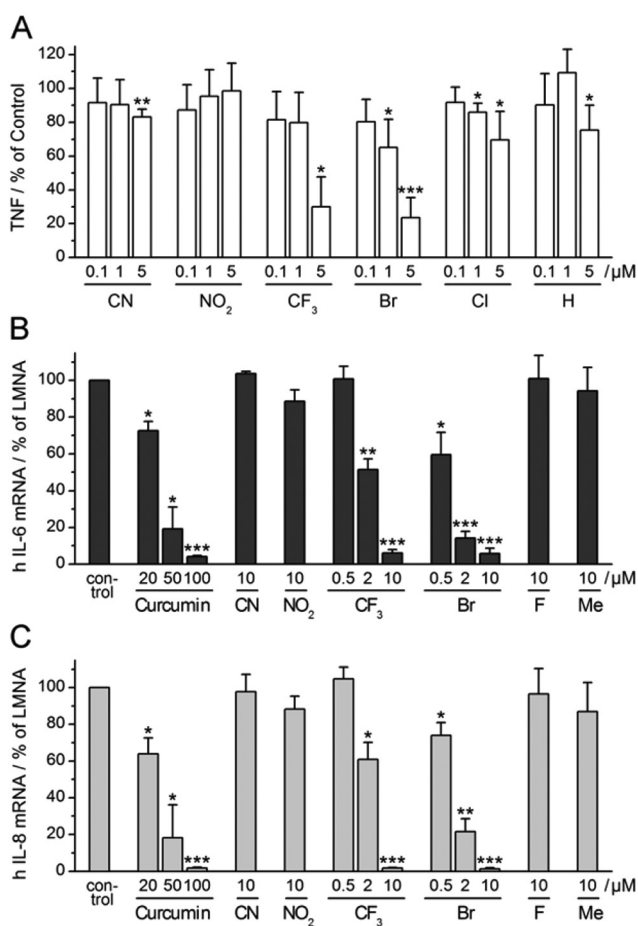 A
TNF / % of Control
120
100
80
60
40
20
0
** * * *** * * *
0.1 1 5 0.1 1 5 0.1 1 5 0.1 1 5 0.1 1 5 0.1 1 5 /µM
CN NO₂ CF₃ Br Cl H
B
h IL-6 mRNA / % of LMNA
100
80
60
40
20
0
* * *** ** *** * *** ***
con-
trol
20 50 100 10 10 0.5 2 10 0.5 2 10 10 10 /µM
Curcumin CN NO₂ CF₃ Br F Me
C
h IL-8 mRNA / % of LMNA
100
80
60
40
20
0
* * *** * *** * ** ***
con-
trol
20 50 100 10 10 0.5 2 10 0.5 2 10 10 10 /µM
Curcumin CN NO₂ CF₃ Br F Me